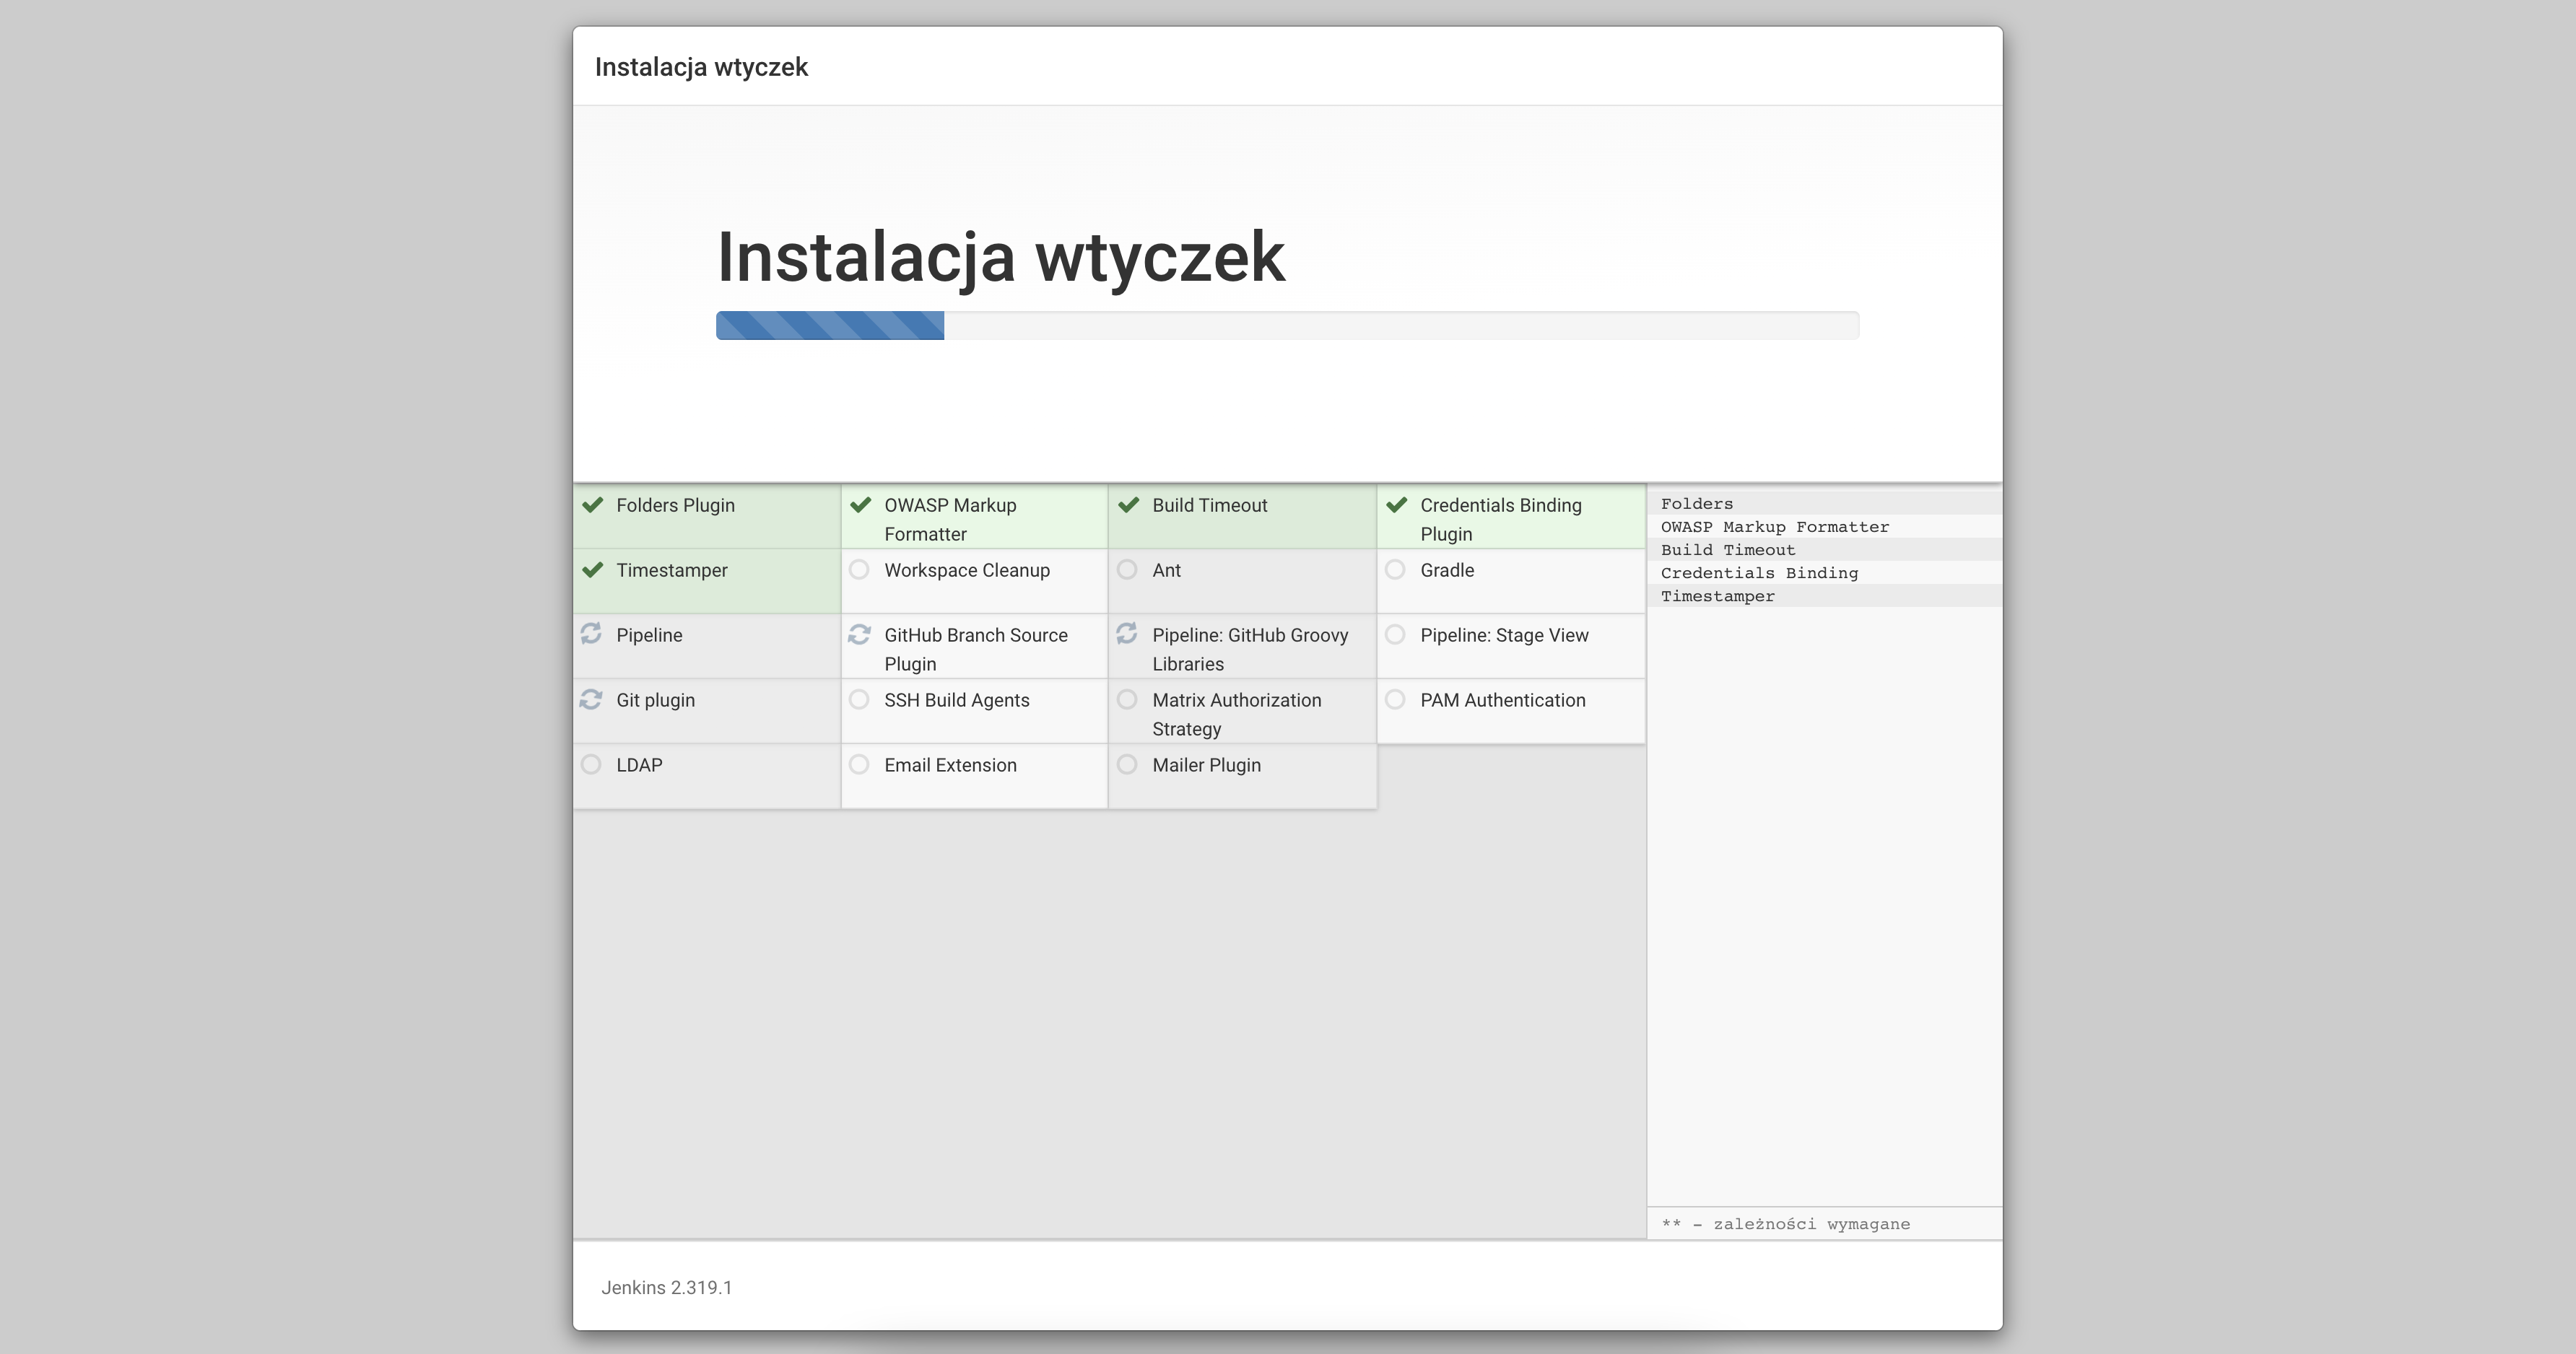 Instalacja wtyczek
Instalacja wtyczek
Folders Plugin
OWASP Markup
Formatter
Build Timeout
Credentials Binding
Plugin
Timestamper
Workspace Cleanup
Ant
Gradle
Pipeline
GitHub Branch Source
Plugin
Pipeline: GitHub Groovy
Libraries
Pipeline: Stage View
Git plugin
SSH Build Agents
Matrix Authorization
Strategy
PAM Authentication
LDAP
Email Extension
Mailer Plugin
Folders
OWASP Markup Formatter
Build Timeout
Credentials Binding
Timestamper
** - zależności wymagane
Jenkins 2.319.1